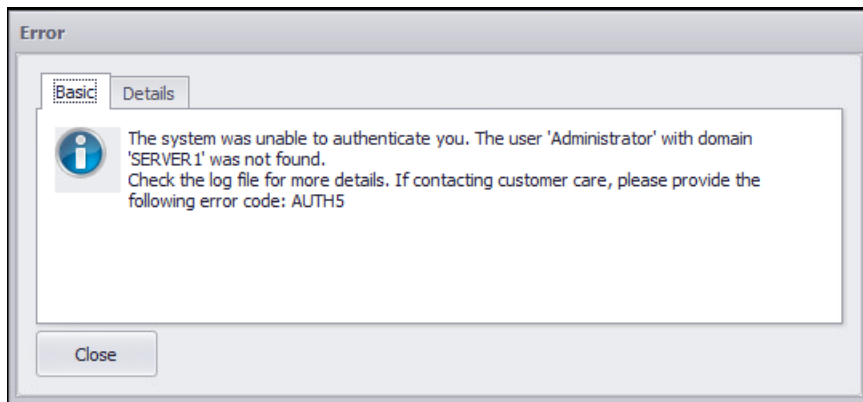 Error
Basic
Details
The system was unable to authenticate you. The user 'Administrator' with domain
'SERVER1' was not found.
Check the log file for more details. If contacting customer care, please provide the
following error code: AUTH5
Close